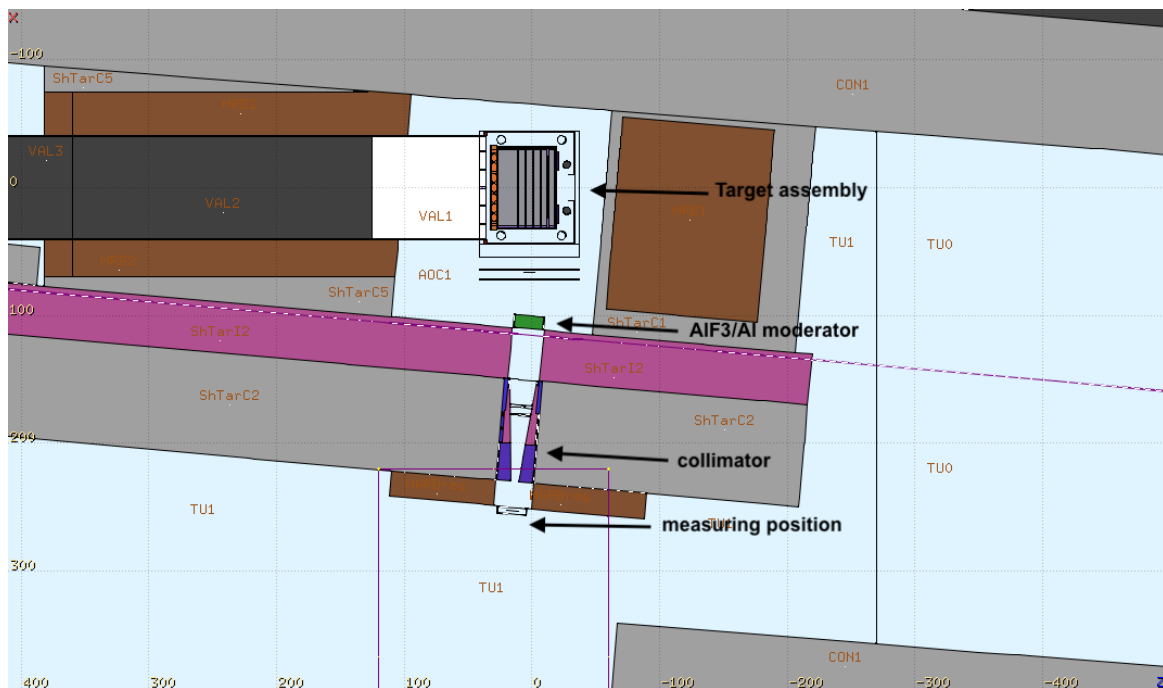 X
-100
ShTarC5
CON1
VAL3
0
Target assembly
VAL2
VAL1
TU1
TU0
AOC1
ShTarC5
100
ShTarC1
AlF3/Al moderator
ShTarI2
ShTarI2
ShTarC2
ShTarC2
200
collimator
TU0
TU1
measuring position
300
TU1
CON1
400
300
200
100
0
-100
-200
-300
-400
Z